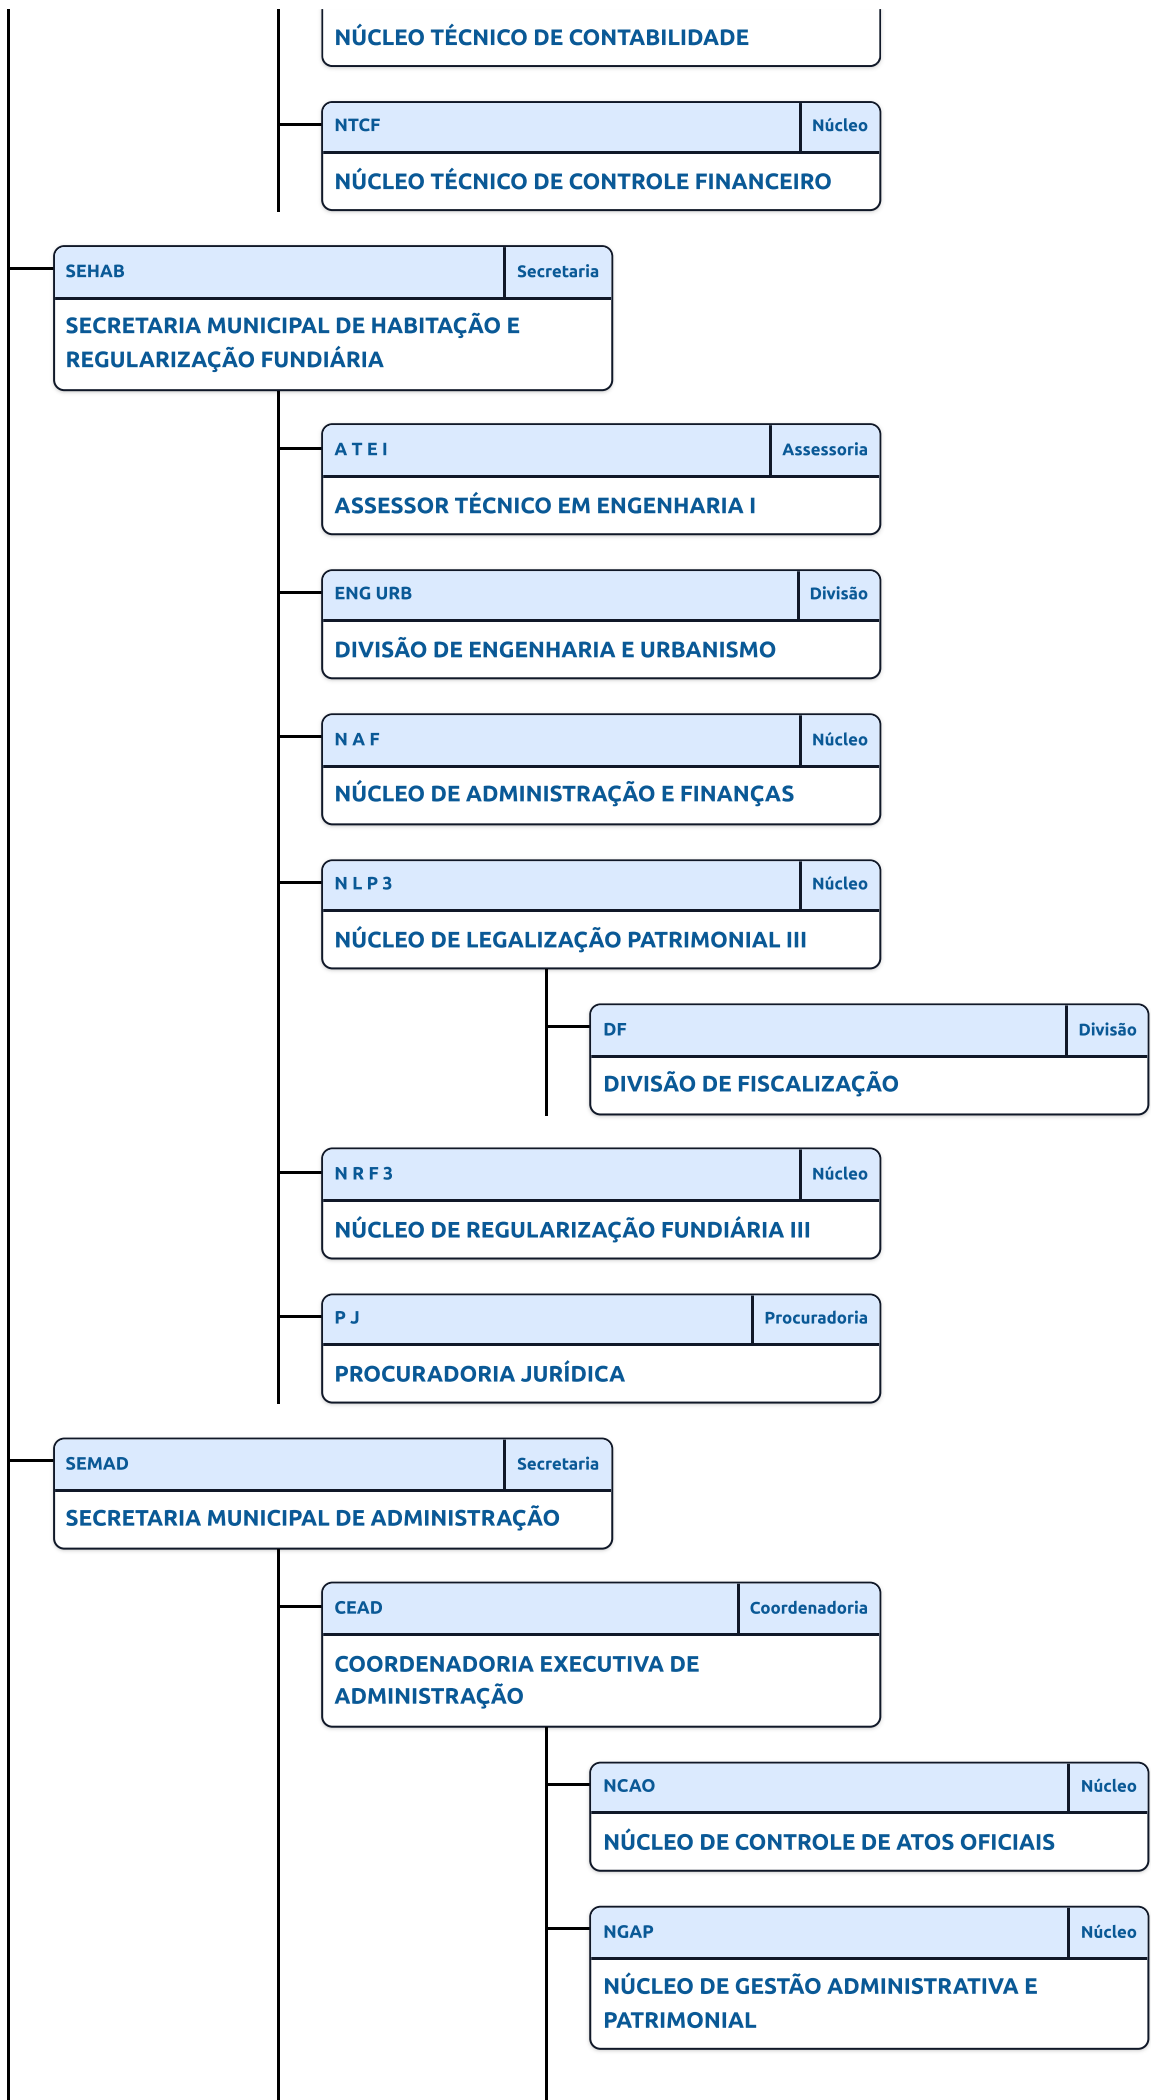 NÚCLEO TÉCNICO DE CONTABILIDADE
NTCF Núcleo
NÚCLEO TÉCNICO DE CONTROLE FINANCEIRO
SEHAB Secretaria
SECRETARIA MUNICIPAL DE HABITAÇÃO E
REGULARIZAÇÃO FUNDIÁRIA
A T E I Assessoria
ASSESSOR TÉCNICO EM ENGENHARIA I
ENG URB Divisão
DIVISÃO DE ENGENHARIA E URBANISMO
N A F Núcleo
NÚCLEO DE ADMINISTRAÇÃO E FINANÇAS
N L P 3 Núcleo
NÚCLEO DE LEGALIZAÇÃO PATRIMONIAL III
DF Divisão
DIVISÃO DE FISCALIZAÇÃO
N R F 3 Núcleo
NÚCLEO DE REGULARIZAÇÃO FUNDIÁRIA III
P J Procuradoria
PROCURADORIA JURÍDICA
SEMAD Secretaria
SECRETARIA MUNICIPAL DE ADMINISTRAÇÃO
CEAD Coordenadoria
COORDENADORIA EXECUTIVA DE
ADMINISTRAÇÃO
NCAO Núcleo
NÚCLEO DE CONTROLE DE ATOS OFICIAIS
NGAP Núcleo
NÚCLEO DE GESTÃO ADMINISTRATIVA E
PATRIMONIAL